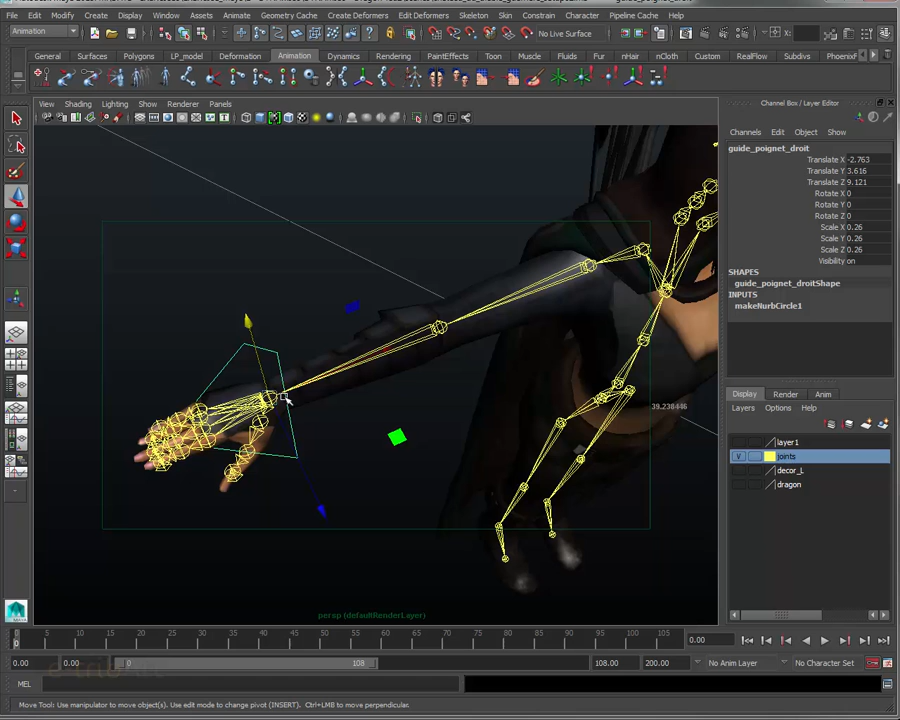 guide_poignet_droit
File Modify Create Display Window Assets Animate Geometry Cache Create Deformers Edit Deformers Skeleton Skin Constrain Character Pipeline Cache Help
Animation
No Live Surface
X:
General Surfaces Polygons LP_model Deformation Animation Dynamics Rendering PaintEffects Toon Muscle Fluids Fur nHair nCloth Custom RealFlow Subdivs
View Shading Lighting Show Renderer Panels
Channel Box / Layer Editor
Channels Edit Object Show
guide_poignet_droit
Translate X -2.763
Translate Y 3.616
Translate Z 9.121
Rotate X 0
Rotate Y 0
Rotate Z 0
Scale X 0.26
Scale Y 0.26
Scale Z 0.26
Visibility on
SHAPES
guide_poignet_droitShape
INPUTS
makeNurbCircle1
39.238446
Display Render Anim
Layers Options Help
layer1
V joints
decor_L
dragon
persp (defaultRenderLayer)
0 5 10 15 20 25 30 35 40 45 50 55 60 65 70 75 80 85 90 95 100 105
0.00
0.00 0.00 0 108 108.00 200.00 No Anim Layer No Character Set
MEL
Move Tool: Use manipulator to move object(s). Use edit mode to change pivot (INSERT). Ctrl+LMB to move perpendicular.